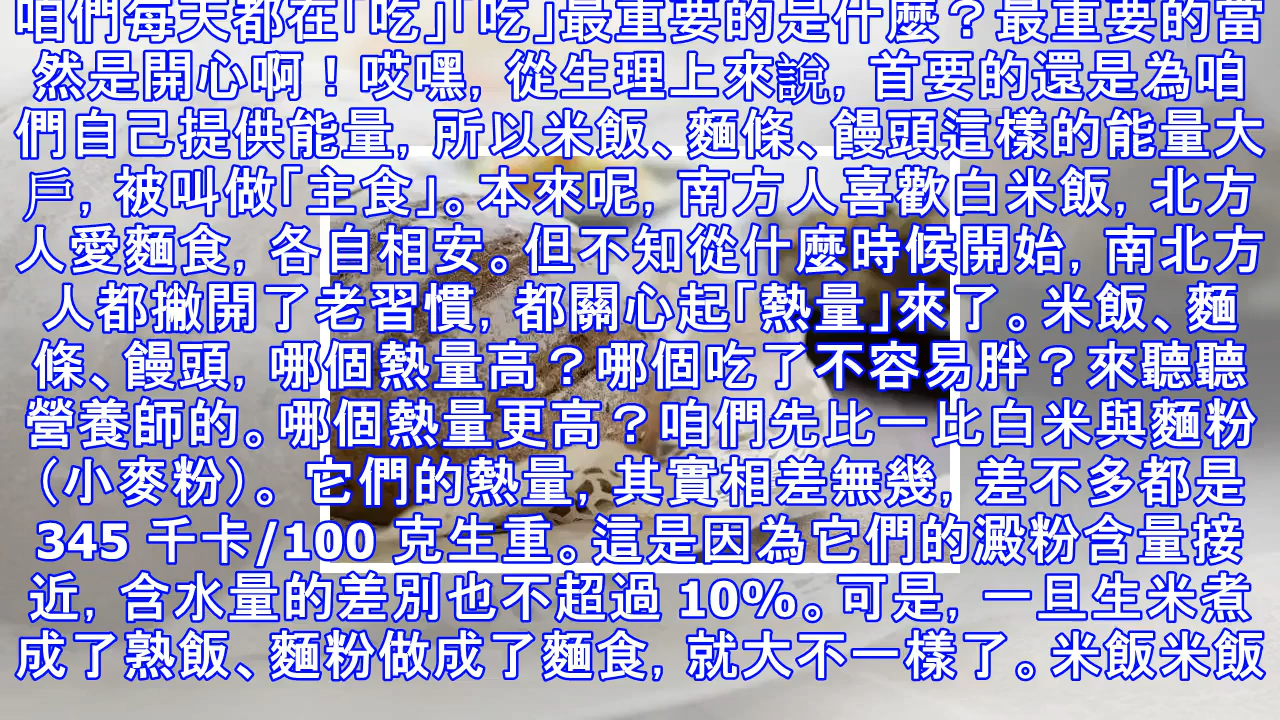 咱們每天都在「吃」「吃」最重要的是什麼？最重要的當
然是開心啊！哎嘿, 從生理上來說, 首要的還是為咱
們自己提供能量, 所以米飯、麵條、饅頭這樣的能量大
戶, 被叫做「主食」。本來呢, 南方人喜歡白米飯, 北方
人愛麵食, 各自相安。但不知從什麼時候開始, 南北方
人都撇開了老習慣, 都關心起「熱量」來了。米飯、麵
條、饅頭, 哪個熱量高？哪個吃了不容易胖？來聽聽
營養師的。哪個熱量更高？咱們先比一比白米與麵粉
（小麥粉）。它們的熱量, 其實相差無幾, 差不多都是
345 千卡/100 克生重。這是因為它們的澱粉含量接
近, 含水量的差別也不超過 10%。可是, 一旦生米煮
成了熟飯、麵粉做成了麵食, 就大不一樣了。米飯米飯